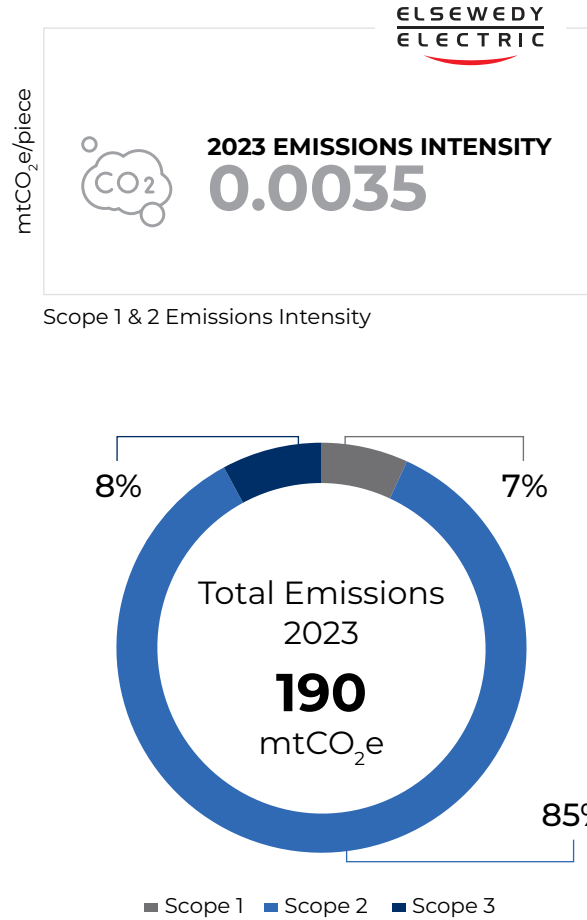 ELSEWEDY
ELECTRIC
mtCO₂e/piece
CO2
2023 EMISSIONS INTENSITY
0.0035
Scope 1 & 2 Emissions Intensity
8%
7%
Total Emissions
2023
190
mtCO₂e
85%
Scope 1 Scope 2 Scope 3